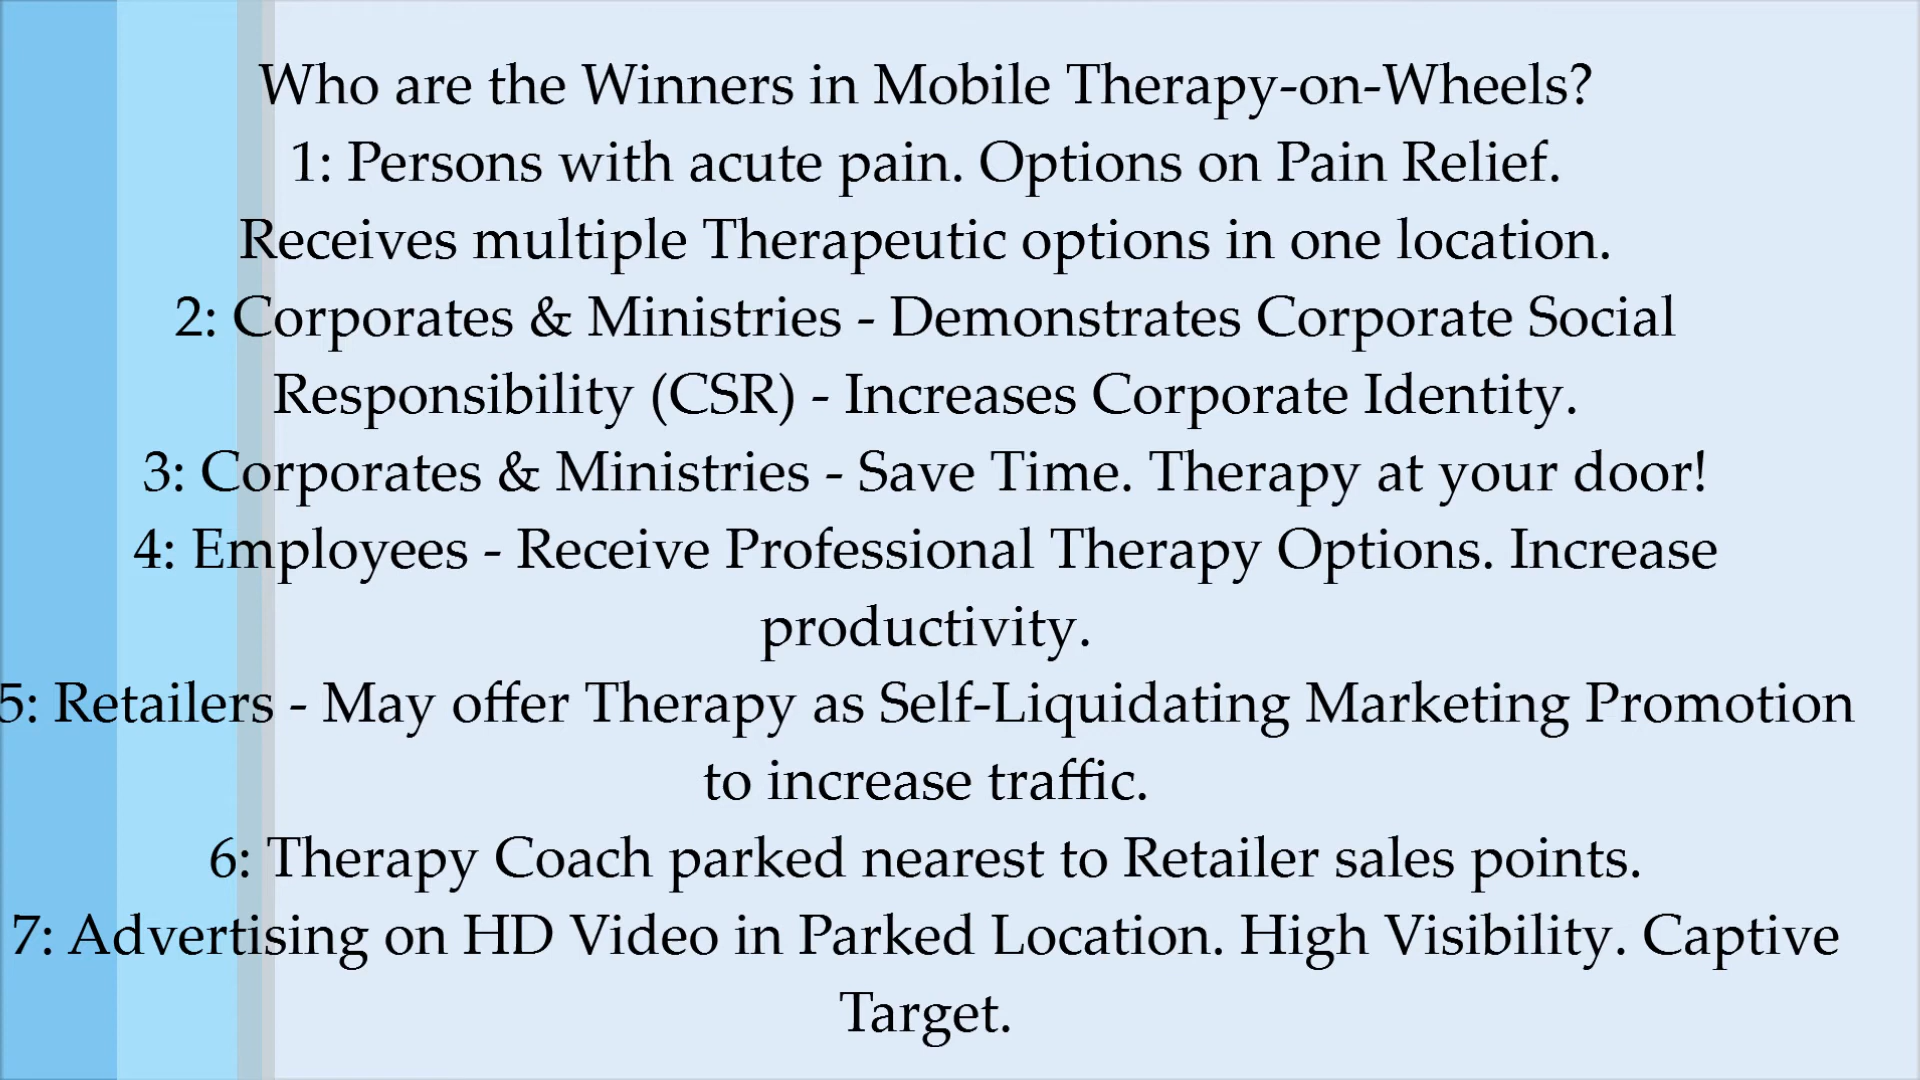 Who are the Winners in Mobile Therapy-on-Wheels?
1: Persons with acute pain. Options on Pain Relief.
Receives multiple Therapeutic options in one location.
2: Corporates & Ministries - Demonstrates Corporate Social
Responsibility (CSR) - Increases Corporate Identity.
3: Corporates & Ministries - Save Time. Therapy at your door!
4: Employees - Receive Professional Therapy Options. Increase
productivity.
5: Retailers - May offer Therapy as Self-Liquidating Marketing Promotion
to increase traffic.
6: Therapy Coach parked nearest to Retailer sales points.
7: Advertising on HD Video in Parked Location. High Visibility. Captive
Target.